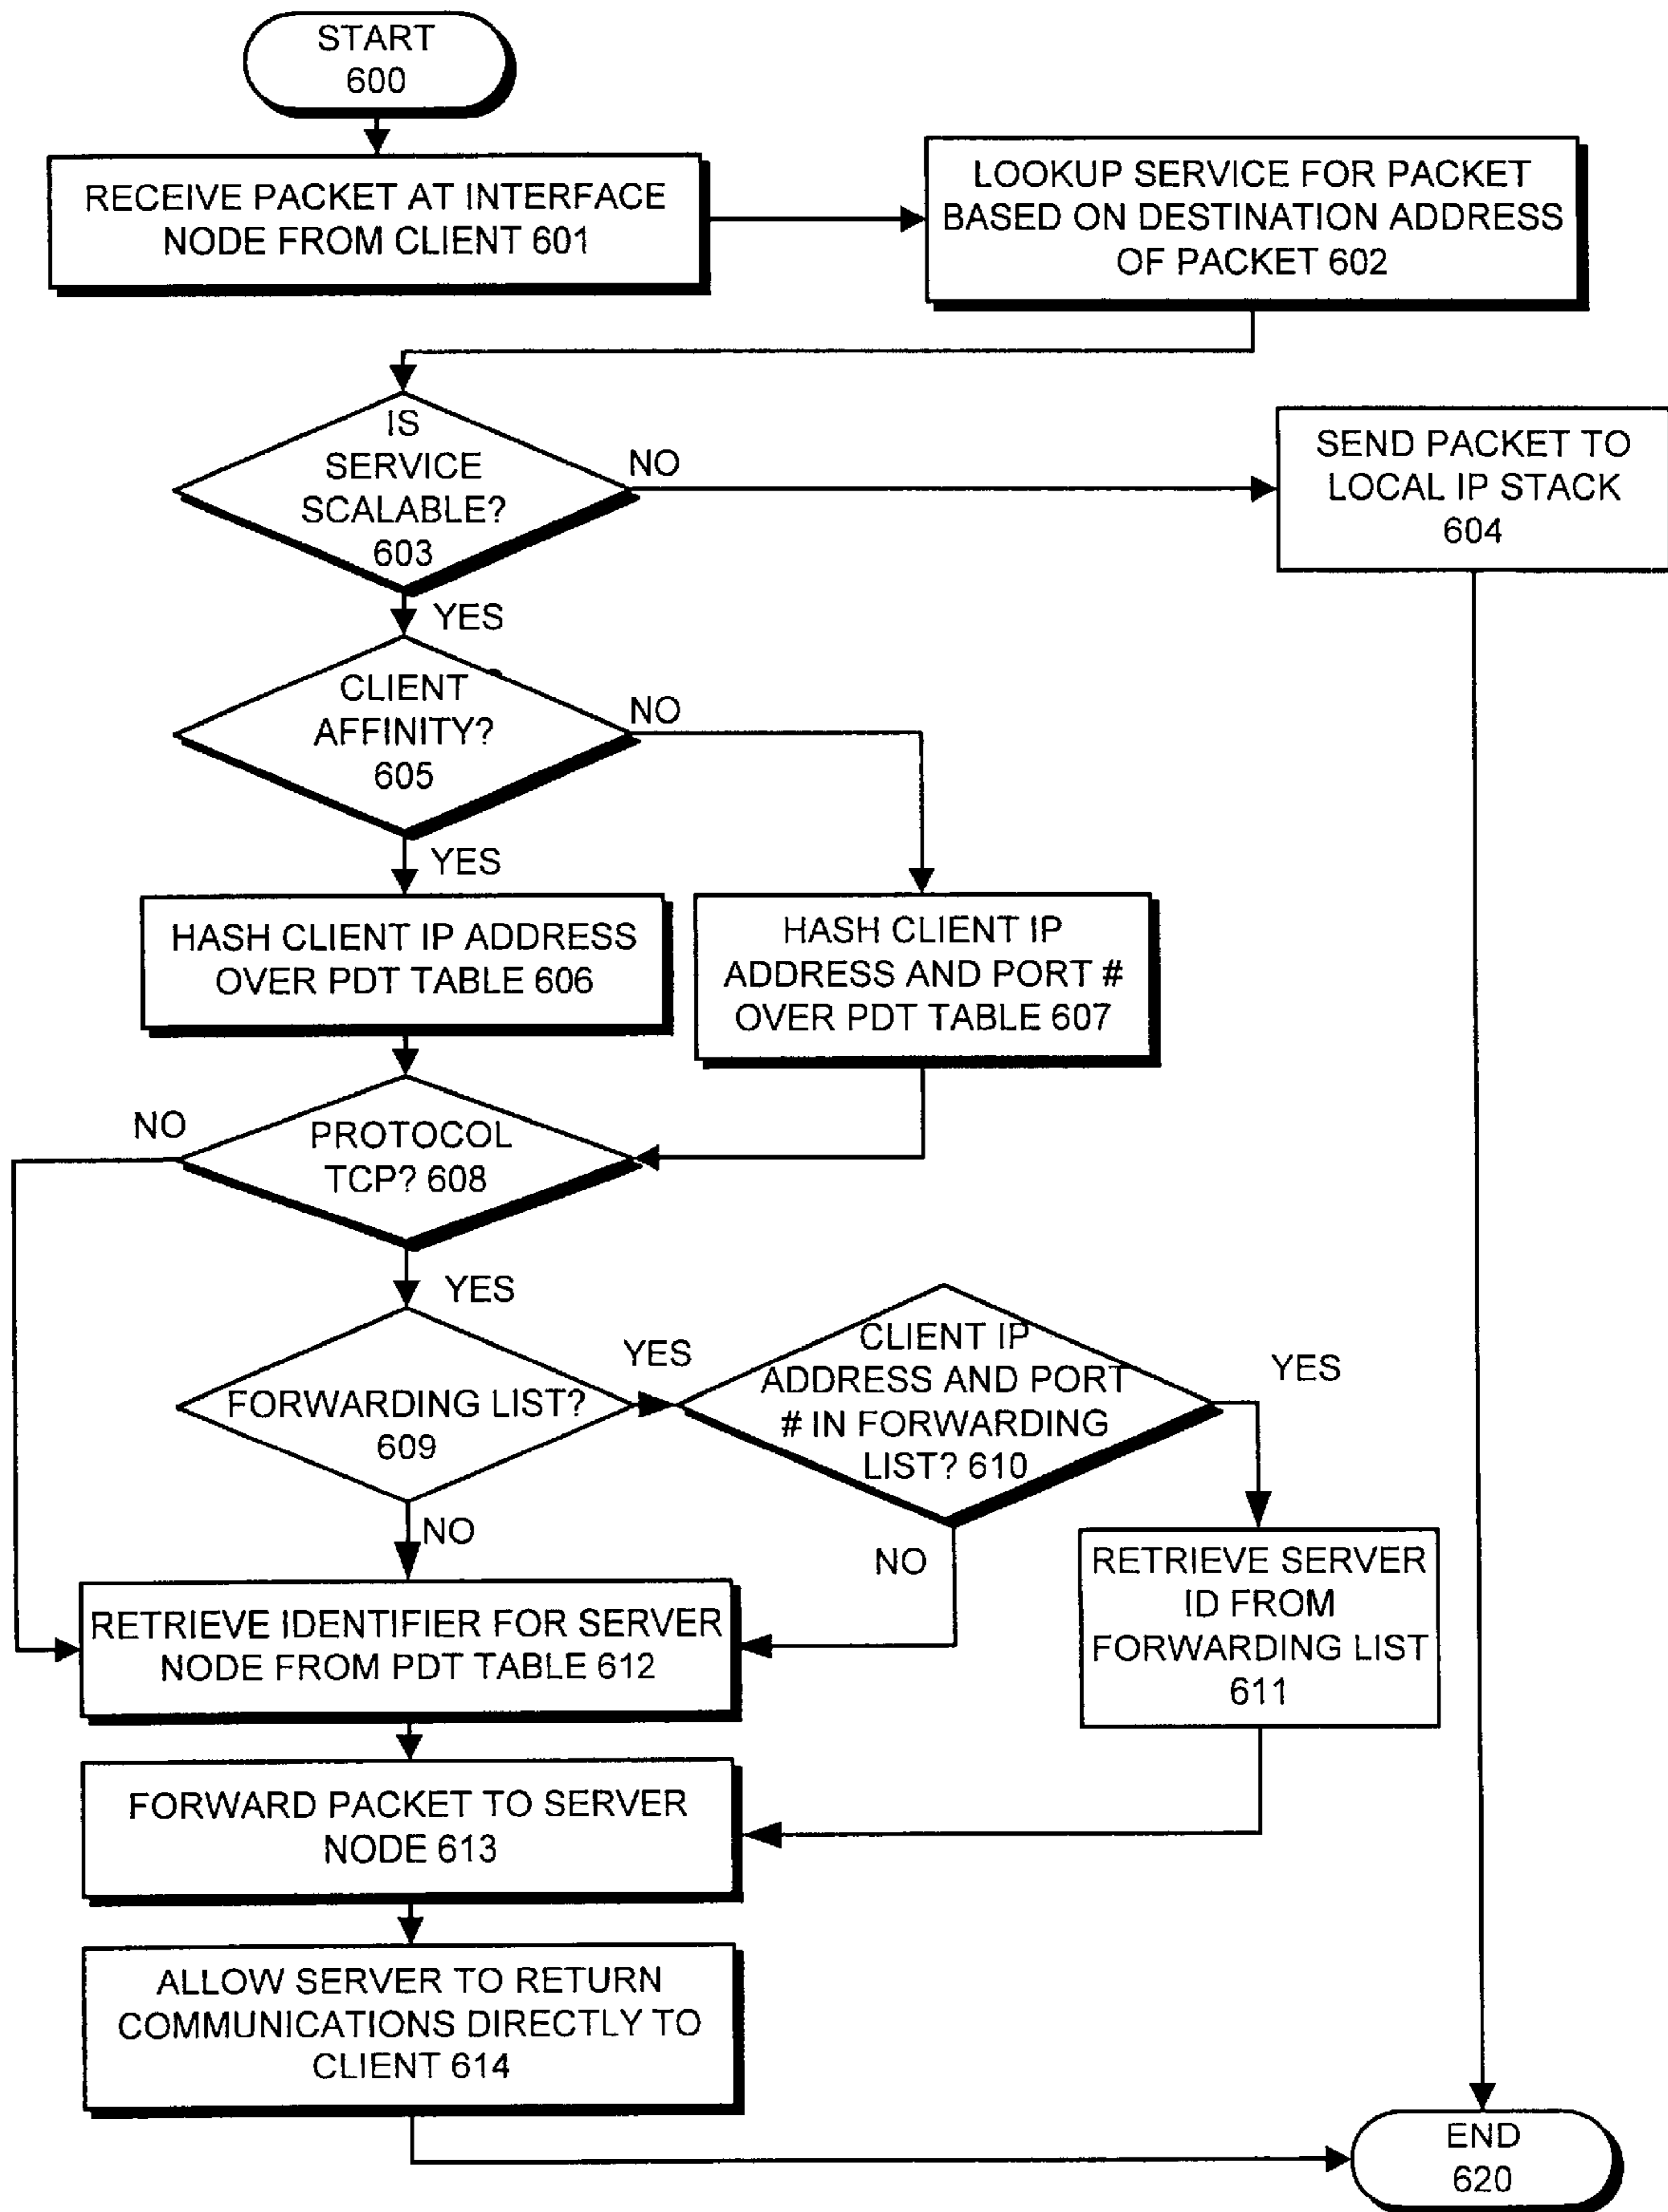 START
600
RECEIVE PACKET AT INTERFACE
NODE FROM CLIENT 601
LOOKUP SERVICE FOR PACKET
BASED ON DESTINATION ADDRESS
OF PACKET 602
IS
SERVICE
SCALABLE?
603
NO
SEND PACKET TO
LOCAL IP STACK
604
YES
CLIENT
AFFINITY?
605
NO
YES
HASH CLIENT IP ADDRESS
OVER PDT TABLE 606
HASH CLIENT IP
ADDRESS AND PORT #
OVER PDT TABLE 607
NO
PROTOCOL
TCP? 608
YES
FORWARDING LIST?
609
YES
CLIENT IP
ADDRESS AND PORT
# IN FORWARDING
LIST? 610
YES
NO
NO
RETRIEVE SERVER
ID FROM
FORWARDING LIST
611
RETRIEVE IDENTIFIER FOR SERVER
NODE FROM PDT TABLE 612
FORWARD PACKET TO SERVER
NODE 613
ALLOW SERVER TO RETURN
COMMUNICATIONS DIRECTLY TO
CLIENT 614
END
620